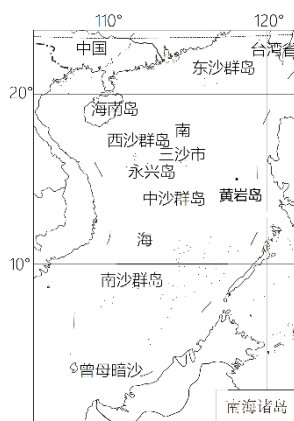 110°
120°
中国
台湾省
东沙群岛
20°
海南岛
南
西沙群岛
三沙市
永兴岛
中沙群岛
黄岩岛
海
10°
南沙群岛
曾母暗沙
南海诸岛